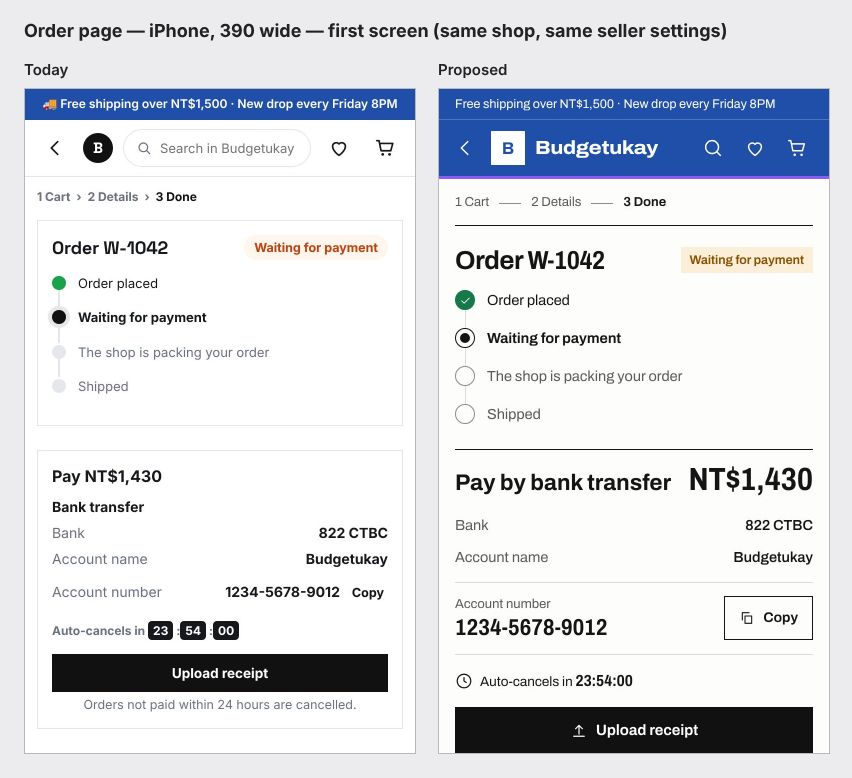 Order page — iPhone, 390 wide — first screen (same shop, same seller settings)
Today
🚚 Free shipping over NT$1,500 · New drop every Friday 8PM
B
Search in Budgetukay
1 Cart › 2 Details › 3 Done
Order W-1042
Waiting for payment
Order placed
Waiting for payment
The shop is packing your order
Shipped
Pay NT$1,430
Bank transfer
Bank 822 CTBC
Account name Budgetukay
Account number 1234-5678-9012 Copy
Auto-cancels in 23 : 54 : 00
Upload receipt
Orders not paid within 24 hours are cancelled.
Proposed
Free shipping over NT$1,500 · New drop every Friday 8PM
B Budgetukay
1 Cart — 2 Details — 3 Done
Order W-1042
Waiting for payment
Order placed
Waiting for payment
The shop is packing your order
Shipped
Pay by bank transfer NT$1,430
Bank 822 CTBC
Account name Budgetukay
Account number
1234-5678-9012
Copy
Auto-cancels in 23:54:00
Upload receipt